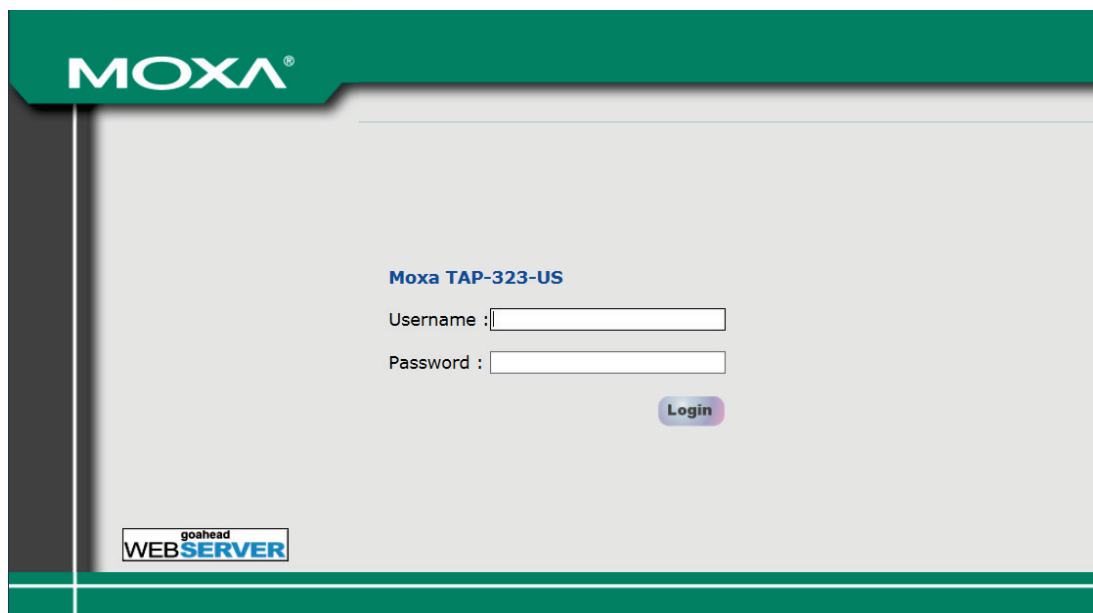 MOXA®
Moxa TAP-323-US
Username :
Password :
Login
goahead
WEBSERVER